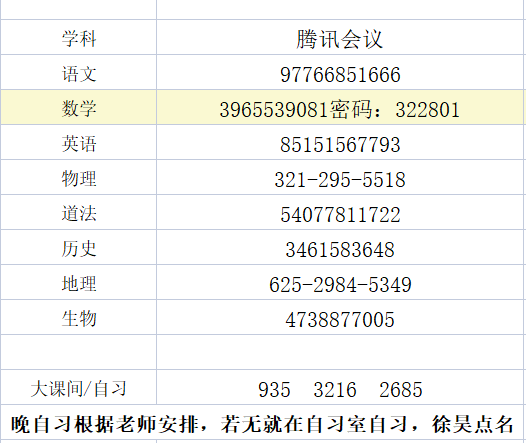 学科 腾讯会议
语文 97766851666
数学 3965539081密码：322801
英语 85151567793
物理 321-295-5518
道法 54077811722
历史 3461583648
地理 625-2984-5349
生物 4738877005
大课间/自习 935 3216 2685
晚自习根据老师安排，若无就在自习室自习，徐昊点名